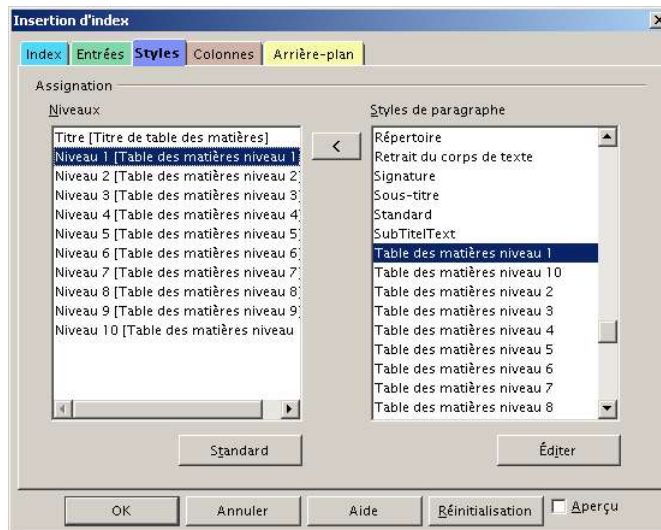 Insertion d'index
Index Entrées Styles Colonnes Arrière-plan
Assignation
Niveaux
Titre [Titre de table des matières]
Niveau 1 [Table des matières niveau 1]
Niveau 2 [Table des matières niveau 2]
Niveau 3 [Table des matières niveau 3]
Niveau 4 [Table des matières niveau 4]
Niveau 5 [Table des matières niveau 5]
Niveau 6 [Table des matières niveau 6]
Niveau 7 [Table des matières niveau 7]
Niveau 8 [Table des matières niveau 8]
Niveau 9 [Table des matières niveau 9]
Niveau 10 [Table des matières niveau
Standard
<
Styles de paragraphe
Répertoire
Retrait du corps de texte
Signature
Sous-titre
Standard
SubTitelText
Table des matières niveau 1
Table des matières niveau 10
Table des matières niveau 2
Table des matières niveau 3
Table des matières niveau 4
Table des matières niveau 5
Table des matières niveau 6
Table des matières niveau 7
Table des matières niveau 8
Éditer
OK Annuler Aide Réinitialisation Aperçu